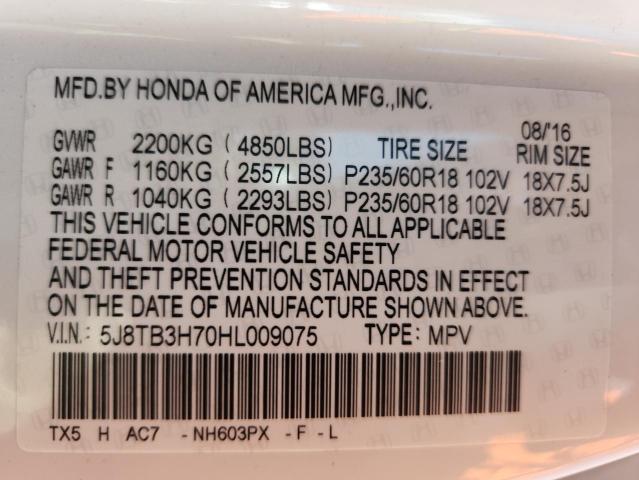 MFD.BY HONDA OF AMERICA MFG.,INC.
08/'16
GVWR 2200KG ( 4850LBS) TIRE SIZE RIM SIZE
GAWR F 1160KG ( 2557LBS) P235/60R18 102V 18X7.5J
GAWR R 1040KG ( 2293LBS) P235/60R18 102V 18X7.5J
THIS VEHICLE CONFORMS TO ALL APPLICABLE
FEDERAL MOTOR VEHICLE SAFETY
AND THEFT PREVENTION STANDARDS IN EFFECT
ON THE DATE OF MANUFACTURE SHOWN ABOVE.
V.I.N.: 5J8TB3H70HL009075 TYPE: MPV
TX5 H AC7 - NH603PX - F - L